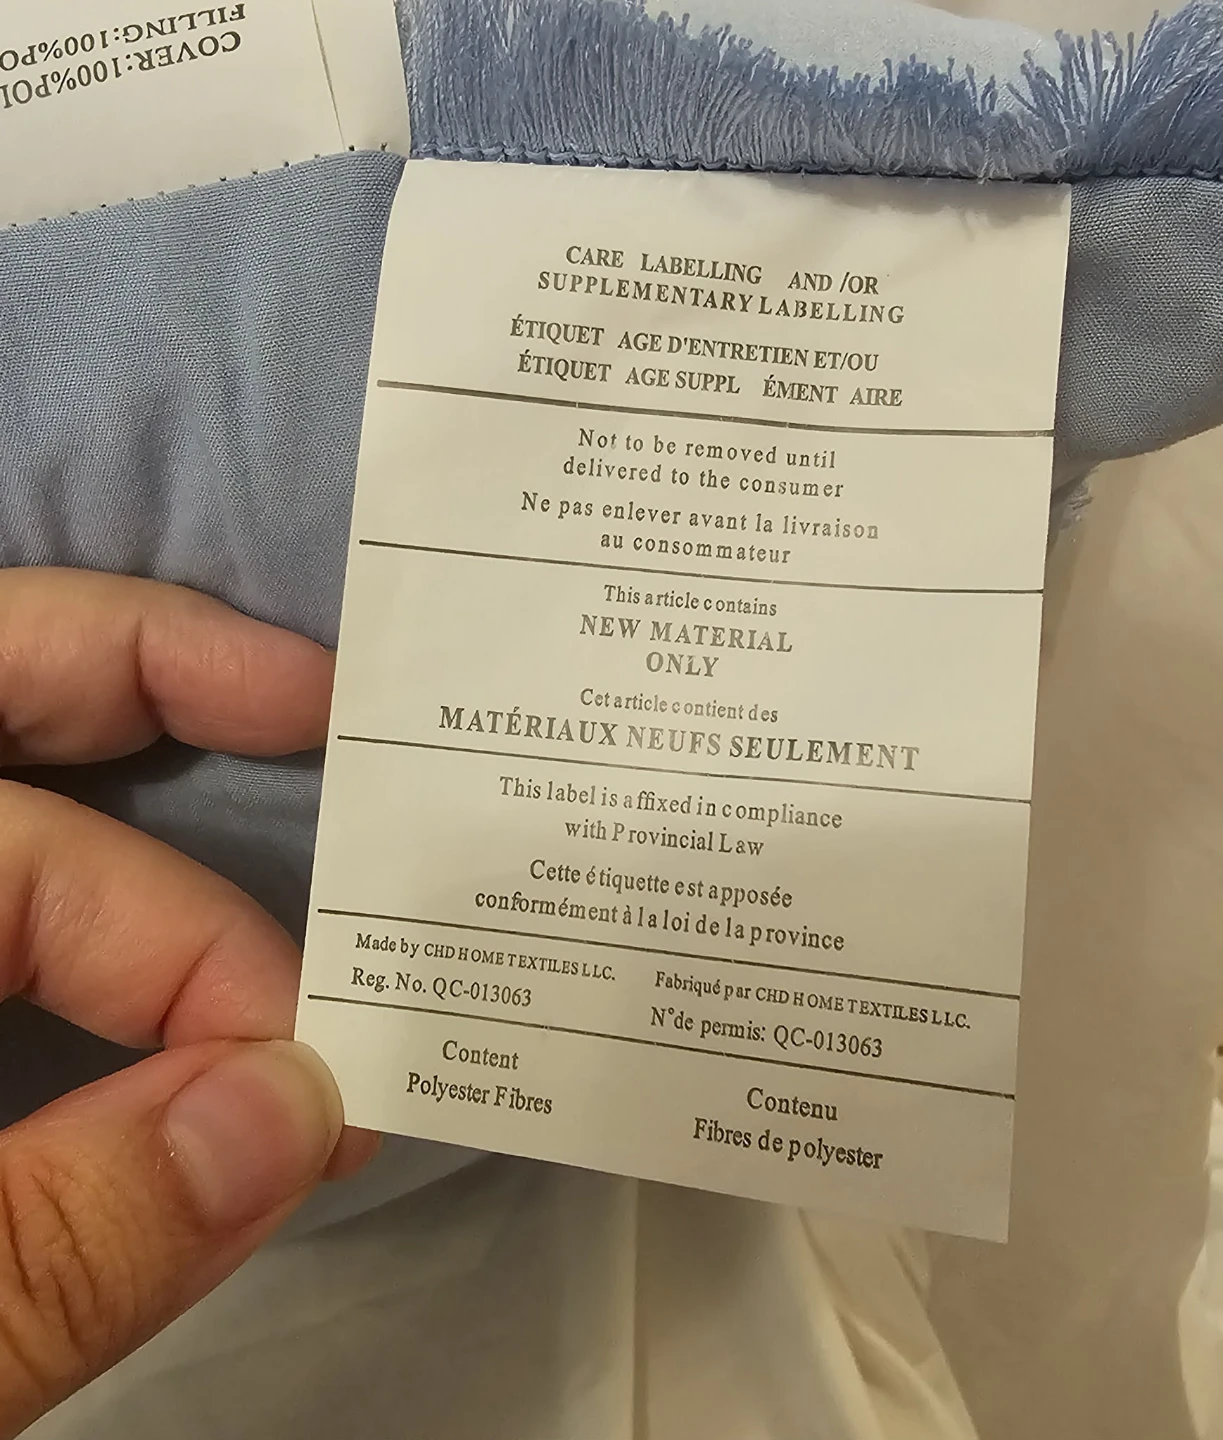 FILLING:100%PO
COVER:100%POL
CARE LABELLING AND /OR
SUPPLEMENTARY LABELLING
ÉTIQUET AGE D'ENTRETIEN ET/OU
ÉTIQUET AGE SUPPL ÉMENT AIRE
Not to be removed until
delivered to the consumer
Ne pas enlever avant la livraison
au consommateur
This article contains
NEW MATERIAL
ONLY
Cet article contient des
MATÉRIAUX NEUFS SEULEMENT
This label is affixed in compliance
with Provincial Law
Cette étiquette est apposée
conformément à la loi de la province
Made by CHD HOME TEXTILES LLC.
Reg. No. QC-013063
Fabriqué par CHD HOME TEXTILES LLC.
N°de permis: QC-013063
Content
Polyester Fibres
Contenu
Fibres de polyester